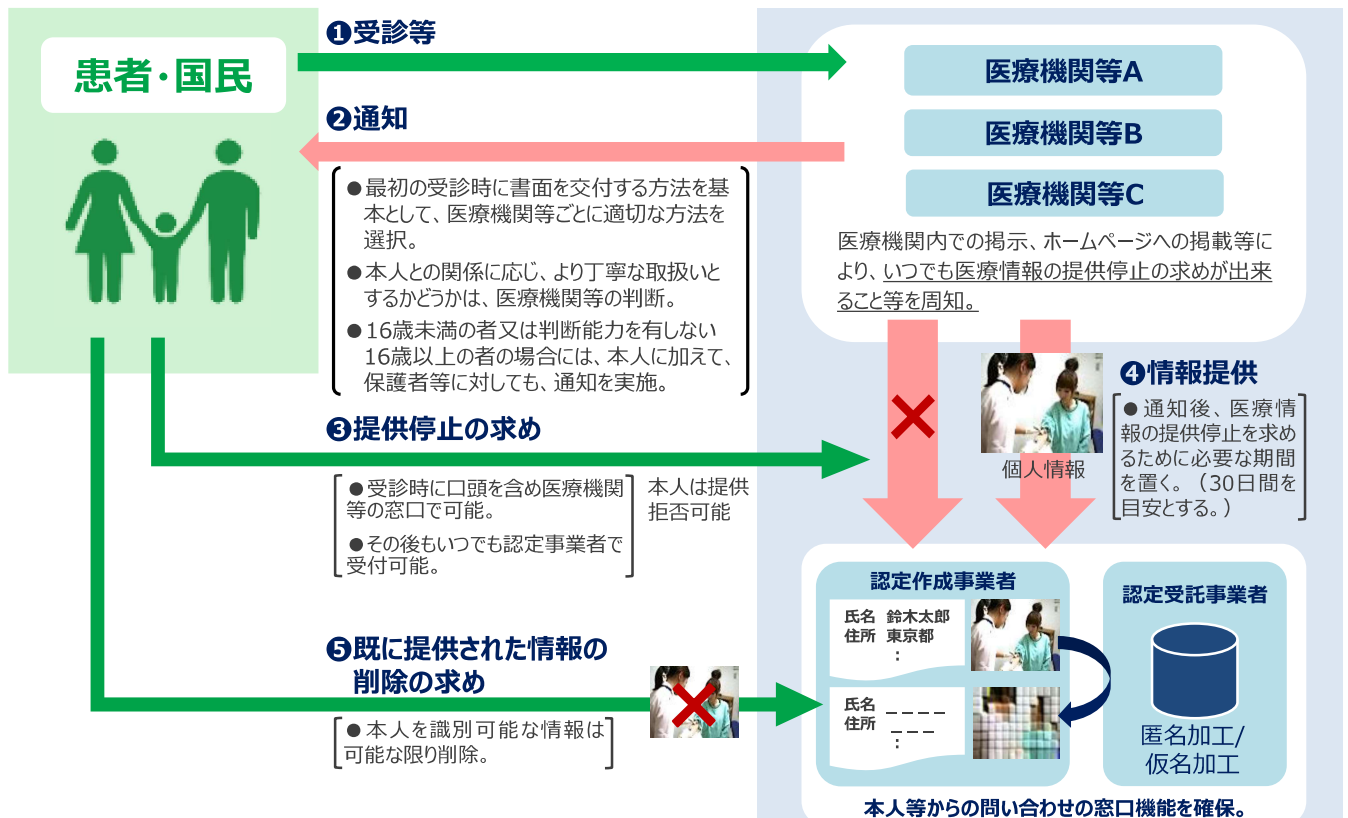 患者・国民
❶受診等
❷通知
●最初の受診時に書面を交付する方法を基
本として、医療機関等ごとに適切な方法を
選択。
●本人との関係に応じ、より丁寧な取扱いと
するかどうかは、医療機関等の判断。
●16歳未満の者又は判断能力を有しない
16歳以上の者の場合には、本人に加えて、
保護者等に対しても、通知を実施。
医療機関等A
医療機関等B
医療機関等C
医療機関内での掲示、ホームページへの掲載等に
より、いつでも医療情報の提供停止の求めが出来
ること等を周知。
❸提供停止の求め
●受診時に口頭を含め医療機関
等の窓口で可能。
●その後もいつでも認定事業者で
受付可能。
本人は提供
拒否可能
個人情報
❹情報提供
●通知後、医療情
報の提供停止を求め
るために必要な期間
を置く。（30日間を
目安とする。）
❺既に提供された情報の
削除の求め
●本人を識別可能な情報は
可能な限り削除。
認定作成事業者
氏名 鈴木太郎
住所 東京都
：
氏名 ＿＿＿＿
住所 ＿＿＿
：
認定受託事業者
匿名加工/
仮名加工
本人等からの問い合わせの窓口機能を確保。